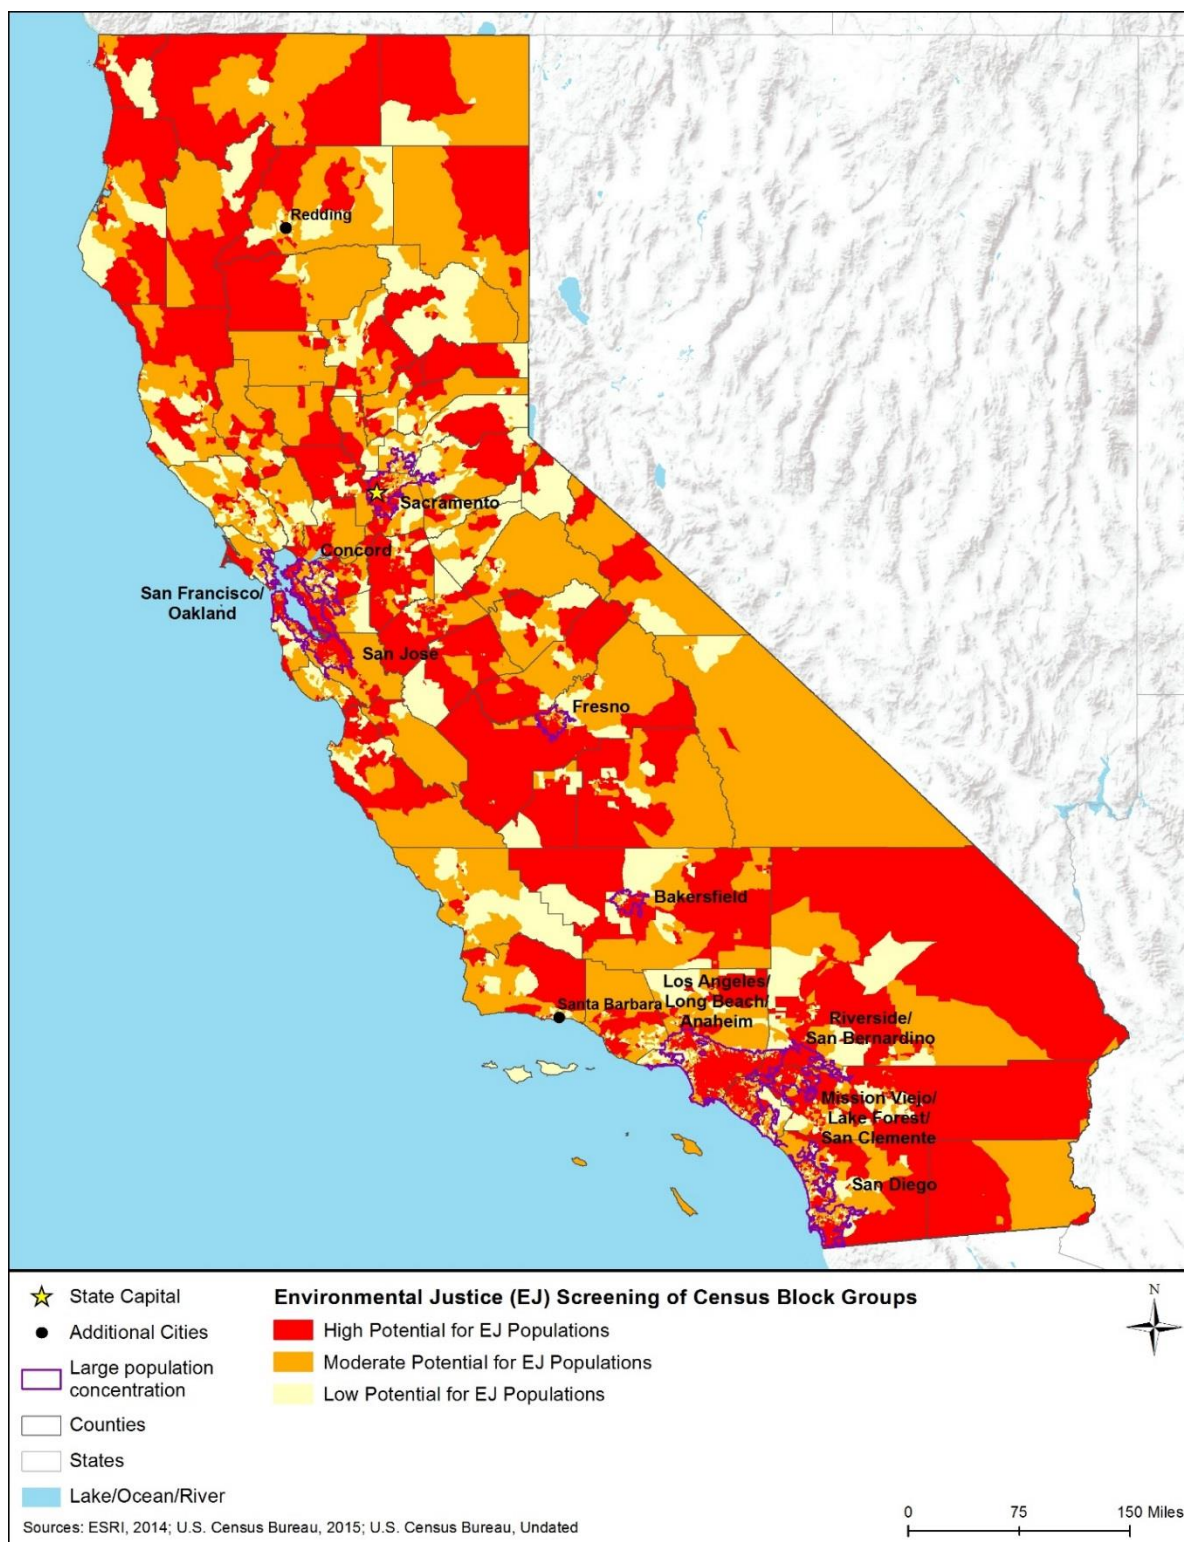 Redding
Sacramento
Concord
San Francisco/
Oakland
San Jose
Fresno
Bakersfield
Los Angeles/
Long Beach/
Anaheim
Santa Barbara
Riverside/
San Bernardino
Mission Viejo/
Lake Forest/
San Clemente
San Diego
State Capital
Additional Cities
Large population
concentration
Counties
States
Lake/Ocean/River
Environmental Justice (EJ) Screening of Census Block Groups
High Potential for EJ Populations
Moderate Potential for EJ Populations
Low Potential for EJ Populations
N
Sources: ESRI, 2014; U.S. Census Bureau, 2015; U.S. Census Bureau, Undated
0 75 150 Miles